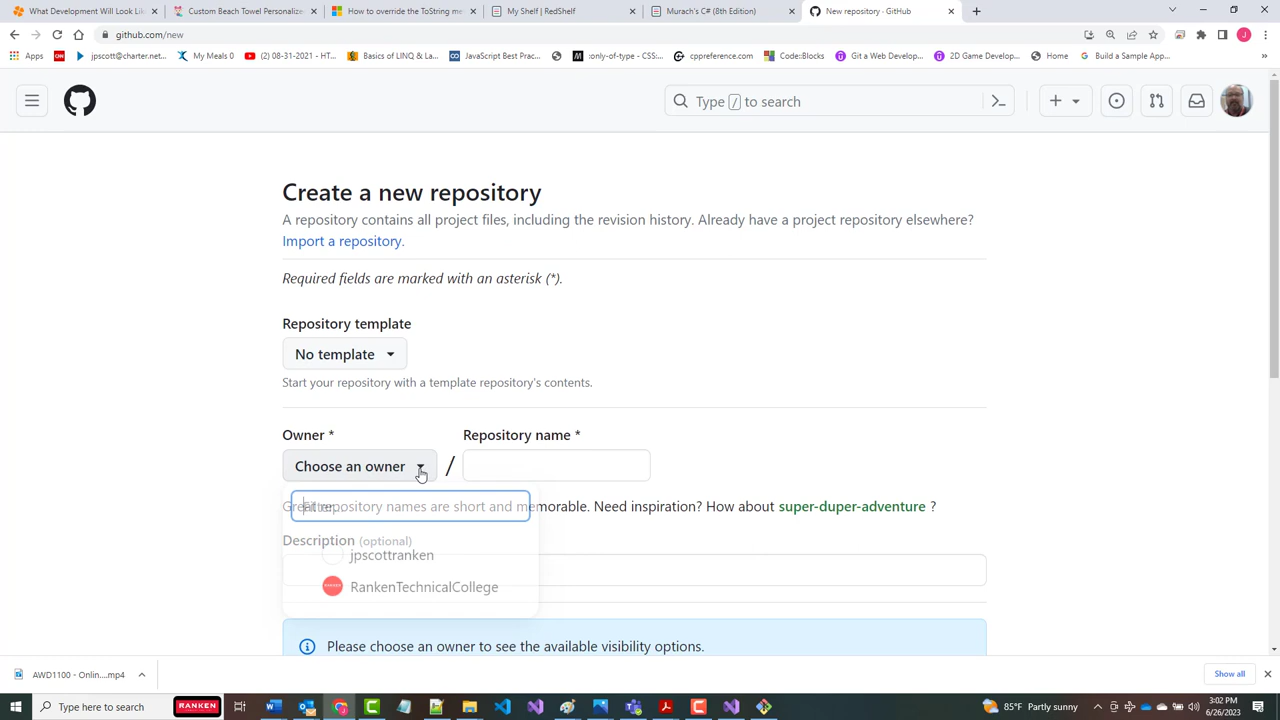 What Development Will Look Lik
Custom Beach Towel Personalize
How to override the ToString me
My Shelf | RedShelf
Murach's C# (8th Edition)
New repository · GitHub
github.com/new
Apps
CNN
jpscott@charter.net...
My Meals 0
(2) 08-31-2021 - HT...
Basics of LINQ & La...
JavaScript Best Prac...
:only-of-type - CSS:...
cppreference.com
Code::Blocks
Git a Web Develop...
2D Game Develop...
Home
Build a Sample App...
»
Type / to search
Create a new repository
A repository contains all project files, including the revision history. Already have a project repository elsewhere?
Import a repository.
Required fields are marked with an asterisk (*).
Repository template
No template
Start your repository with a template repository's contents.
Owner *
Repository name *
Choose an owner
/
Great repository names are short and memorable. Need inspiration? How about super-duper-adventure ?
Filter...
Description (optional)
jpscottranken
RankenTechnicalCollege
Please choose an owner to see the available visibility options.
AWD1100 - Onlin....mp4
Show all
Type here to search
RANKEN
85°F Partly sunny
3:02 PM
6/26/2023